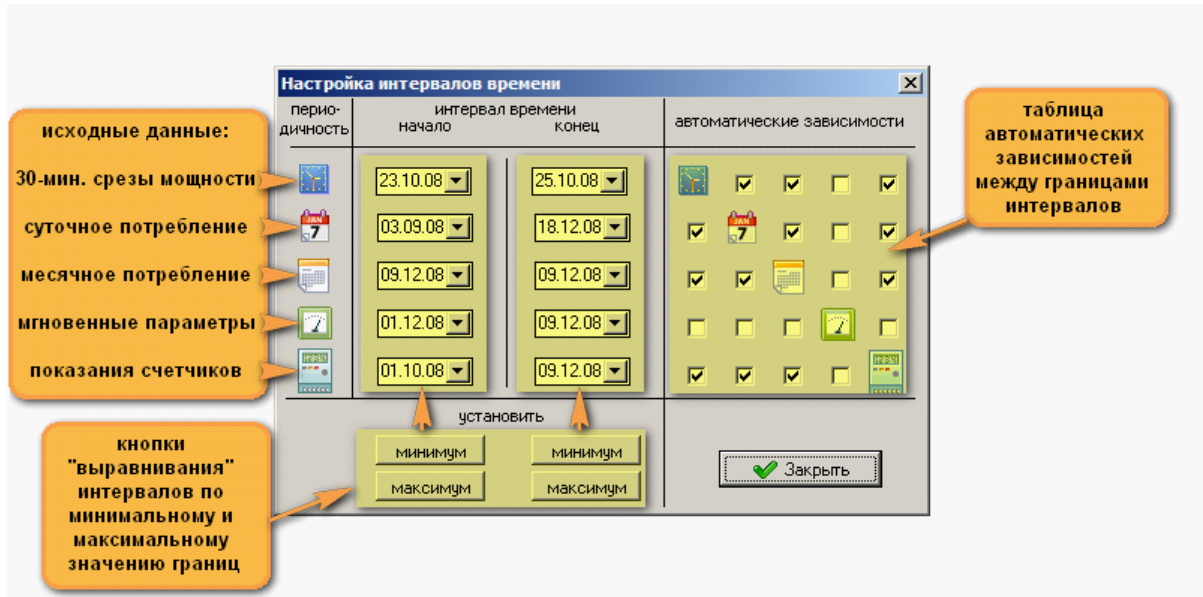 Настройка интервалов времени
перио-
дичность
интервал времени
начало
конец
автоматические зависимости
исходные данные:
30-мин. срезы мощности
суточное потребление
месячное потребление
мгновенные параметры
показания счетчиков
23.10.08
25.10.08
JAN
7
03.09.08
18.12.08
JAN
7
09.12.08
09.12.08
01.12.08
09.12.08
01.10.08
09.12.08
таблица
автоматических
зависимостей
между границами
интервалов
установить
минимум
минимум
максимум
максимум
Закрыть
кнопки
"выравнивания"
интервалов по
минимальному и
максимальному
значению границ